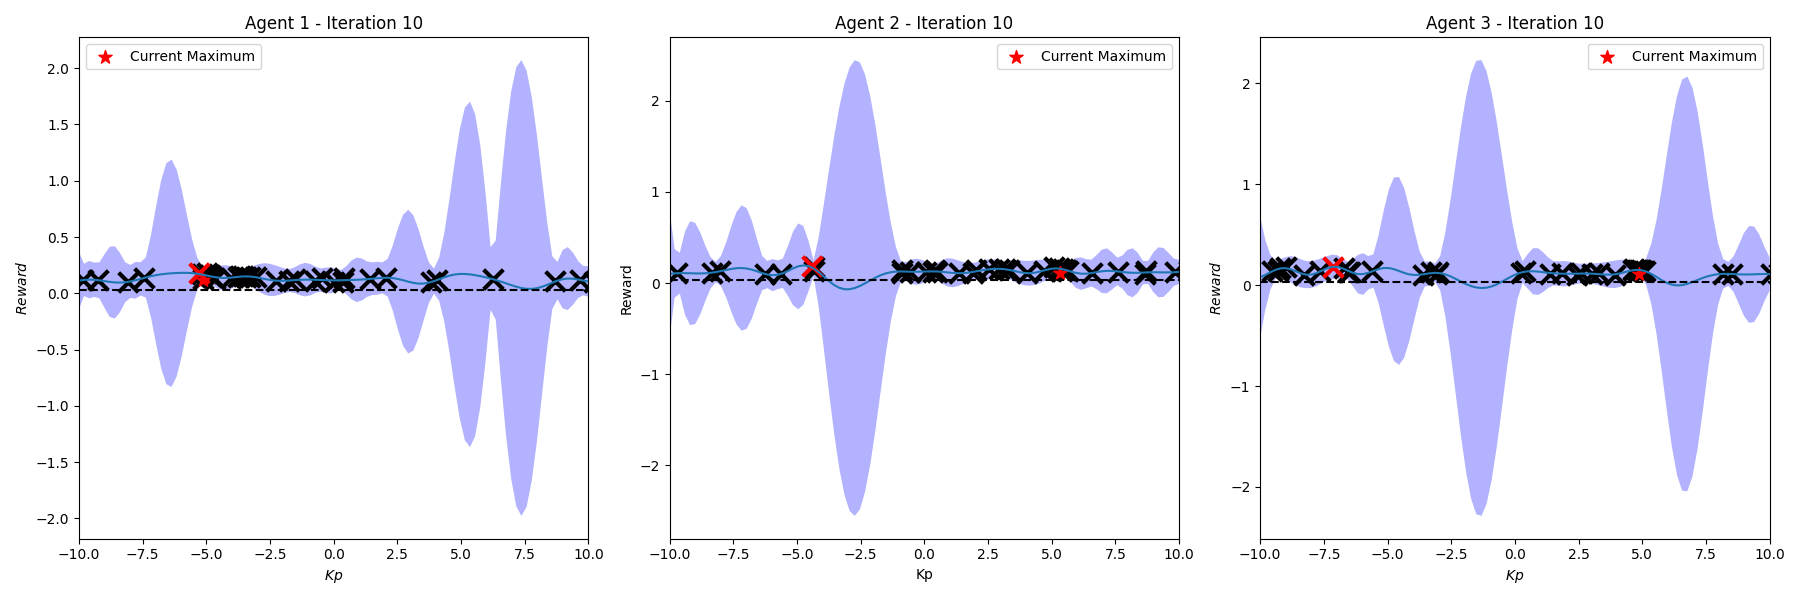 Agent 1 - Iteration 10
Current Maximum
2.0
1.5
1.0
0.5
0.0
−0.5
−1.0
−1.5
−2.0
Reward
−10.0 −7.5 −5.0 −2.5 0.0 2.5 5.0 7.5 10.0
Kp
Agent 2 - Iteration 10
Current Maximum
2
1
0
−1
−2
Reward
−10.0 −7.5 −5.0 −2.5 0.0 2.5 5.0 7.5 10.0
Kp
Agent 3 - Iteration 10
Current Maximum
2
1
0
−1
−2
Reward
−10.0 −7.5 −5.0 −2.5 0.0 2.5 5.0 7.5 10.0
Kp